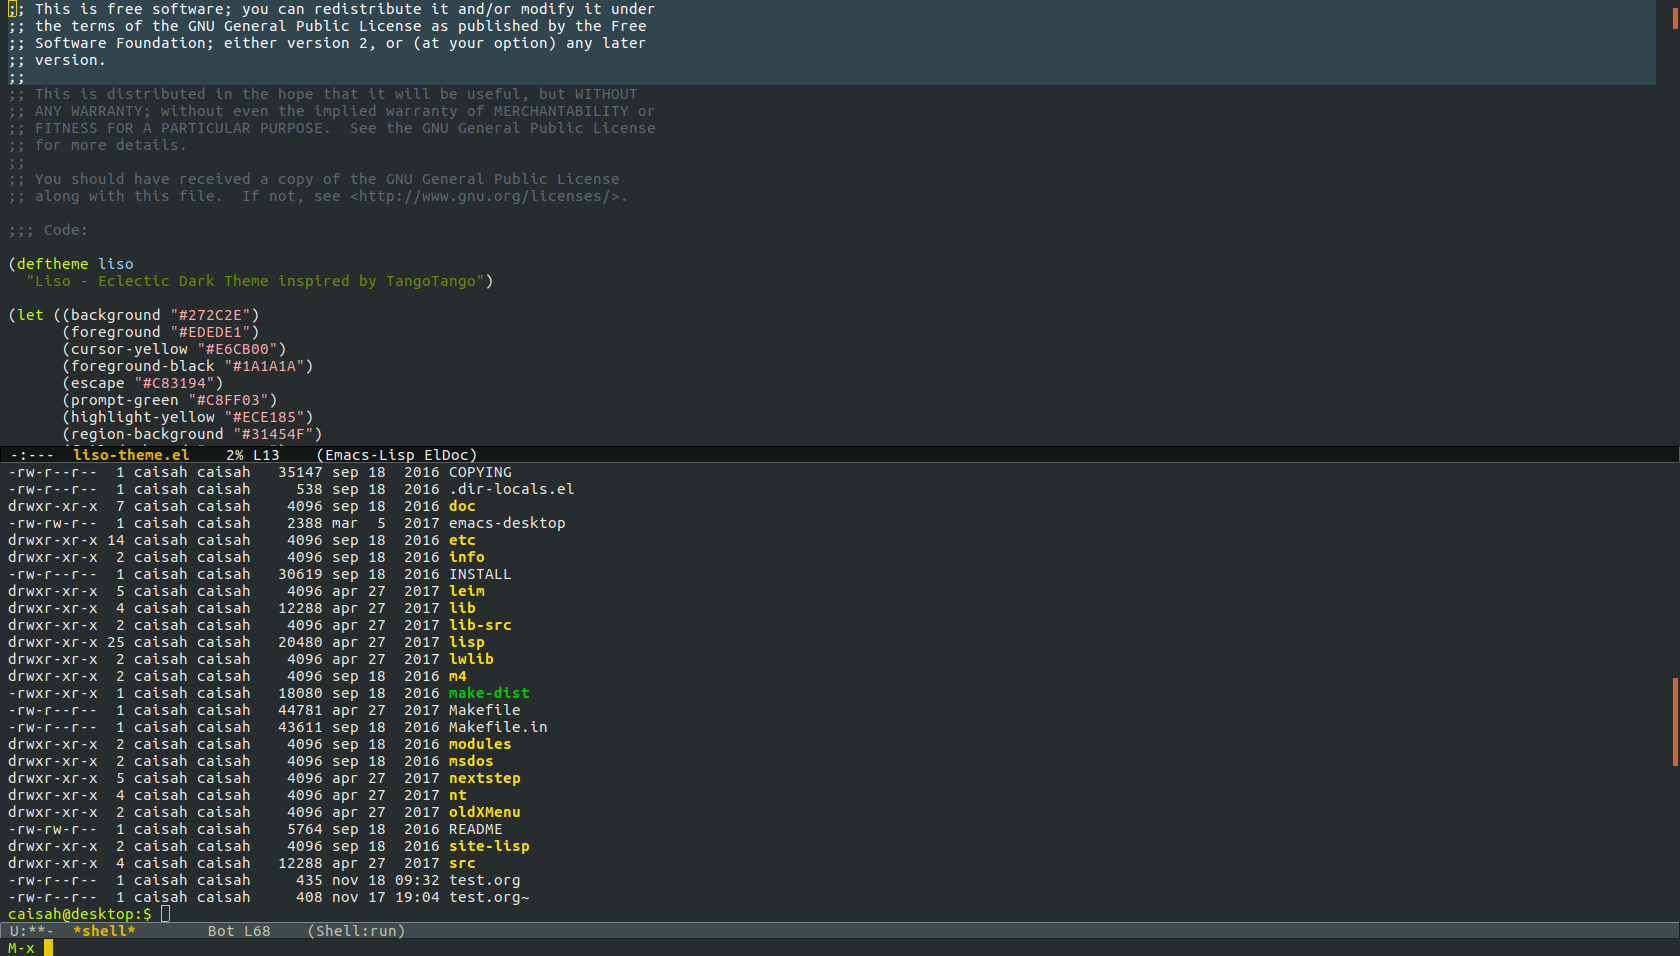 ;; This is free software; you can redistribute it and/or modify it under
;; the terms of the GNU General Public License as published by the Free
;; Software Foundation; either version 2, or (at your option) any later
;; version.
;;
;; This is distributed in the hope that it will be useful, but WITHOUT
;; ANY WARRANTY; without even the implied warranty of MERCHANTABILITY or
;; FITNESS FOR A PARTICULAR PURPOSE.  See the GNU General Public License
;; for more details.
;;
;; You should have received a copy of the GNU General Public License
;; along with this file.  If not, see <http://www.gnu.org/licenses/>.

;;; Code:

(deftheme liso
  "Liso - Eclectic Dark Theme inspired by TangoTango")

(let ((background "#272C2E")
      (foreground "#EDEDE1")
      (cursor-yellow "#E6CB00")
      (foreground-black "#1A1A1A")
      (escape "#C83194")
      (prompt-green "#C8FF03")
      (highlight-yellow "#ECE185")
      (region-background "#31454F")
-:---  liso-theme.el    2% L13    (Emacs-Lisp ElDoc)
-rw-r--r--  1 caisah caisah   35147 sep 18  2016 COPYING
-rw-r--r--  1 caisah caisah     538 sep 18  2016 .dir-locals.el
drwxr-xr-x  7 caisah caisah    4096 sep 18  2016 doc
-rw-rw-r--  1 caisah caisah    2388 mar  5  2017 emacs-desktop
drwxr-xr-x 14 caisah caisah    4096 sep 18  2016 etc
drwxr-xr-x  2 caisah caisah    4096 sep 18  2016 info
-rw-r--r--  1 caisah caisah   30619 sep 18  2016 INSTALL
drwxr-xr-x  5 caisah caisah    4096 apr 27  2017 leim
drwxr-xr-x  4 caisah caisah   12288 apr 27  2017 lib
drwxr-xr-x  2 caisah caisah    4096 apr 27  2017 lib-src
drwxr-xr-x 25 caisah caisah   20480 apr 27  2017 lisp
drwxr-xr-x  2 caisah caisah    4096 apr 27  2017 lwlib
drwxr-xr-x  2 caisah caisah    4096 sep 18  2016 m4
-rwxr-xr-x  1 caisah caisah   18080 sep 18  2016 make-dist
-rw-r--r--  1 caisah caisah   44781 apr 27  2017 Makefile
-rw-r--r--  1 caisah caisah   43611 sep 18  2016 Makefile.in
drwxr-xr-x  2 caisah caisah    4096 sep 18  2016 modules
drwxr-xr-x  2 caisah caisah    4096 sep 18  2016 msdos
drwxr-xr-x  5 caisah caisah    4096 apr 27  2017 nextstep
drwxr-xr-x  4 caisah caisah    4096 apr 27  2017 nt
drwxr-xr-x  2 caisah caisah    4096 apr 27  2017 oldXMenu
-rw-rw-r--  1 caisah caisah    5764 sep 18  2016 README
drwxr-xr-x  2 caisah caisah    4096 sep 18  2016 site-lisp
drwxr-xr-x  4 caisah caisah   12288 apr 27  2017 src
-rw-r--r--  1 caisah caisah     435 nov 18 09:32 test.org
-rw-r--r--  1 caisah caisah     408 nov 17 19:04 test.org~
caisah@desktop:$
U:**-  *shell*        Bot L68    (Shell:run)
M-x